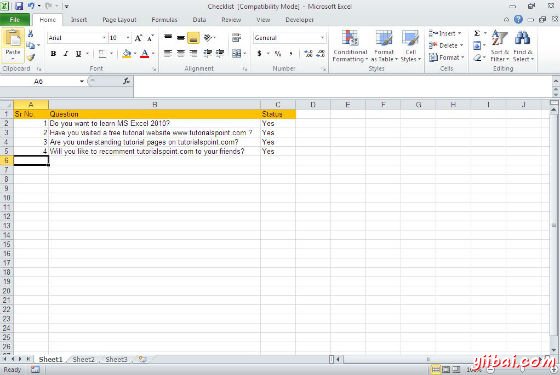 Checklist [Compatibility Mode] - Microsoft Excel
File Home Insert Page Layout Formulas Data Review View Developer
Paste
Arial 10
B I U
General
$ % ,
Conditional Formatting Format as Table Cell Styles
Insert
Delete
Format
Sort & Filter Find & Select
Clipboard Font Alignment Number Styles Cells Editing
A6 fx
A B C D E F G H I J
1 Sr No. Question Status
2 1 Do you want to learn MS Excel 2010? Yes
3 2 Have you visited a free tutorial website www.tutorialspoint.com ? Yes
4 3 Are you understanding tutorial pages on tutorialspoint.com? Yes
5 4 Will you like to recomment tutorialspoint.com to your friends? Yes
6
7
8
9
10
11
12
13
14
15
16
17
18
19
20
21
22
23
24
25
26
Sheet1 Sheet2 Sheet3
Ready
yiibai.com